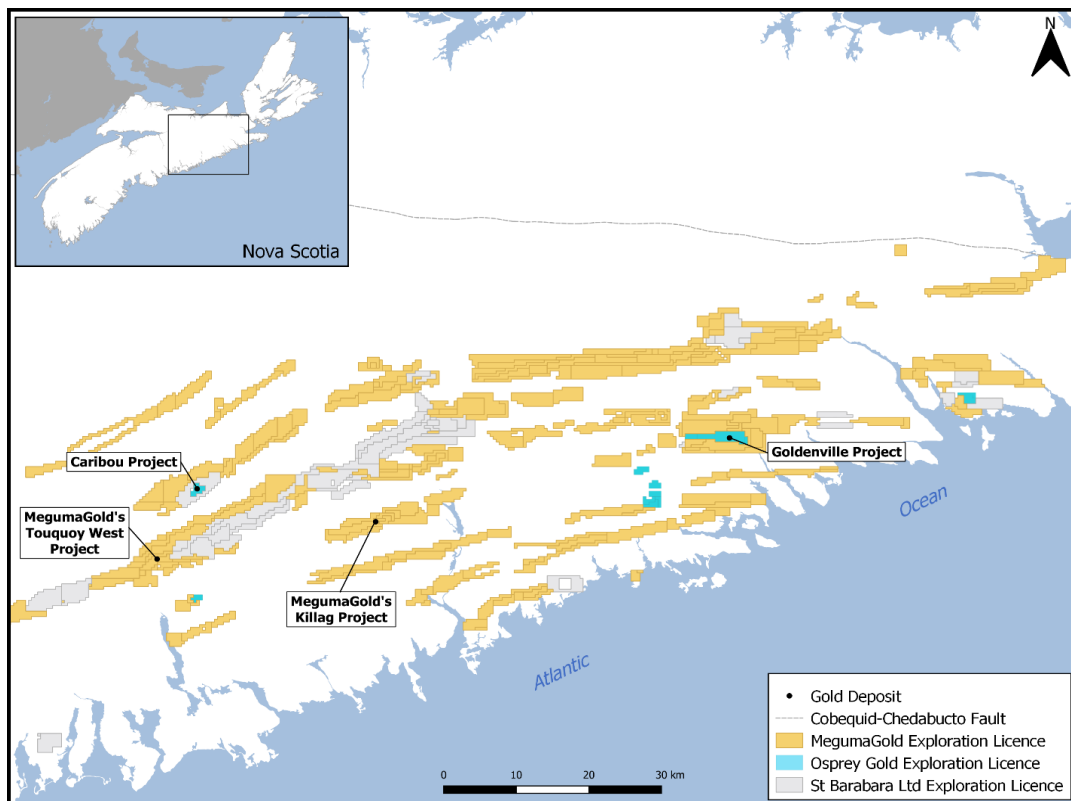 Nova Scotia
N
Caribou Project
MegumaGold's
Touquoy West
Project
MegumaGold's
Killag Project
Goldenville Project
Ocean
Atlantic
Gold Deposit
Cobequid-Chedabucto Fault
MegumaGold Exploration Licence
Osprey Gold Exploration Licence
St Barabara Ltd Exploration Licence
0 10 20 30 km